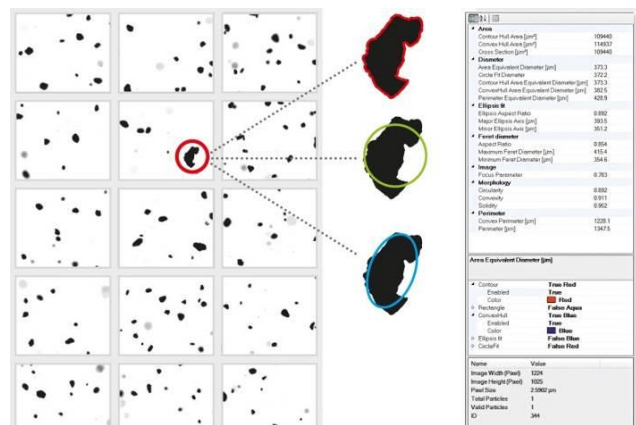 Area
Contour Hull Area [µm²] 109440
Convex Hull Area [µm²] 114937
Cross Section [µm²] 109440
Diameter
Area Equivalent Diameter [µm] 373.3
Circle Fit Diameter 372.2
Contour Hull Area Equivalent Diameter [µm] 373.3
ConvexHull Area Equivalent Diameter [µm] 382.5
Perimeter Equivalent Diameter [µm] 428.9
Ellipsis fit
Ellipsis Aspect Ratio 0.892
Major Ellipsis Axis [µm] 393.5
Minor Ellipsis Axis [µm] 351.2
Feret diameter
Aspect Ratio 0.854
Maximum Feret Diameter [µm] 415.4
Minimum Feret Diameter [µm] 354.6
Image
Focus Parameter 0.763
Morphology
Circularity 0.892
Convexity 0.911
Solidity 0.952
Perimeter
Convex Perimeter [µm] 1228.1
Perimeter [µm] 1347.5
Area Equivalent Diameter [µm]
Contour True Red
Enabled True
Color Red
Rectangle False Aqua
ConvexHull True Blue
Enabled True
Color Blue
Ellipsis fit False Blue
CircleFit False Red
Name Value
Image Width (Pixel) 1224
Image Height (Pixel) 1025
Pixel Size 2.5902 µm
Total Particles 1
Valid Particles 1
ID 344